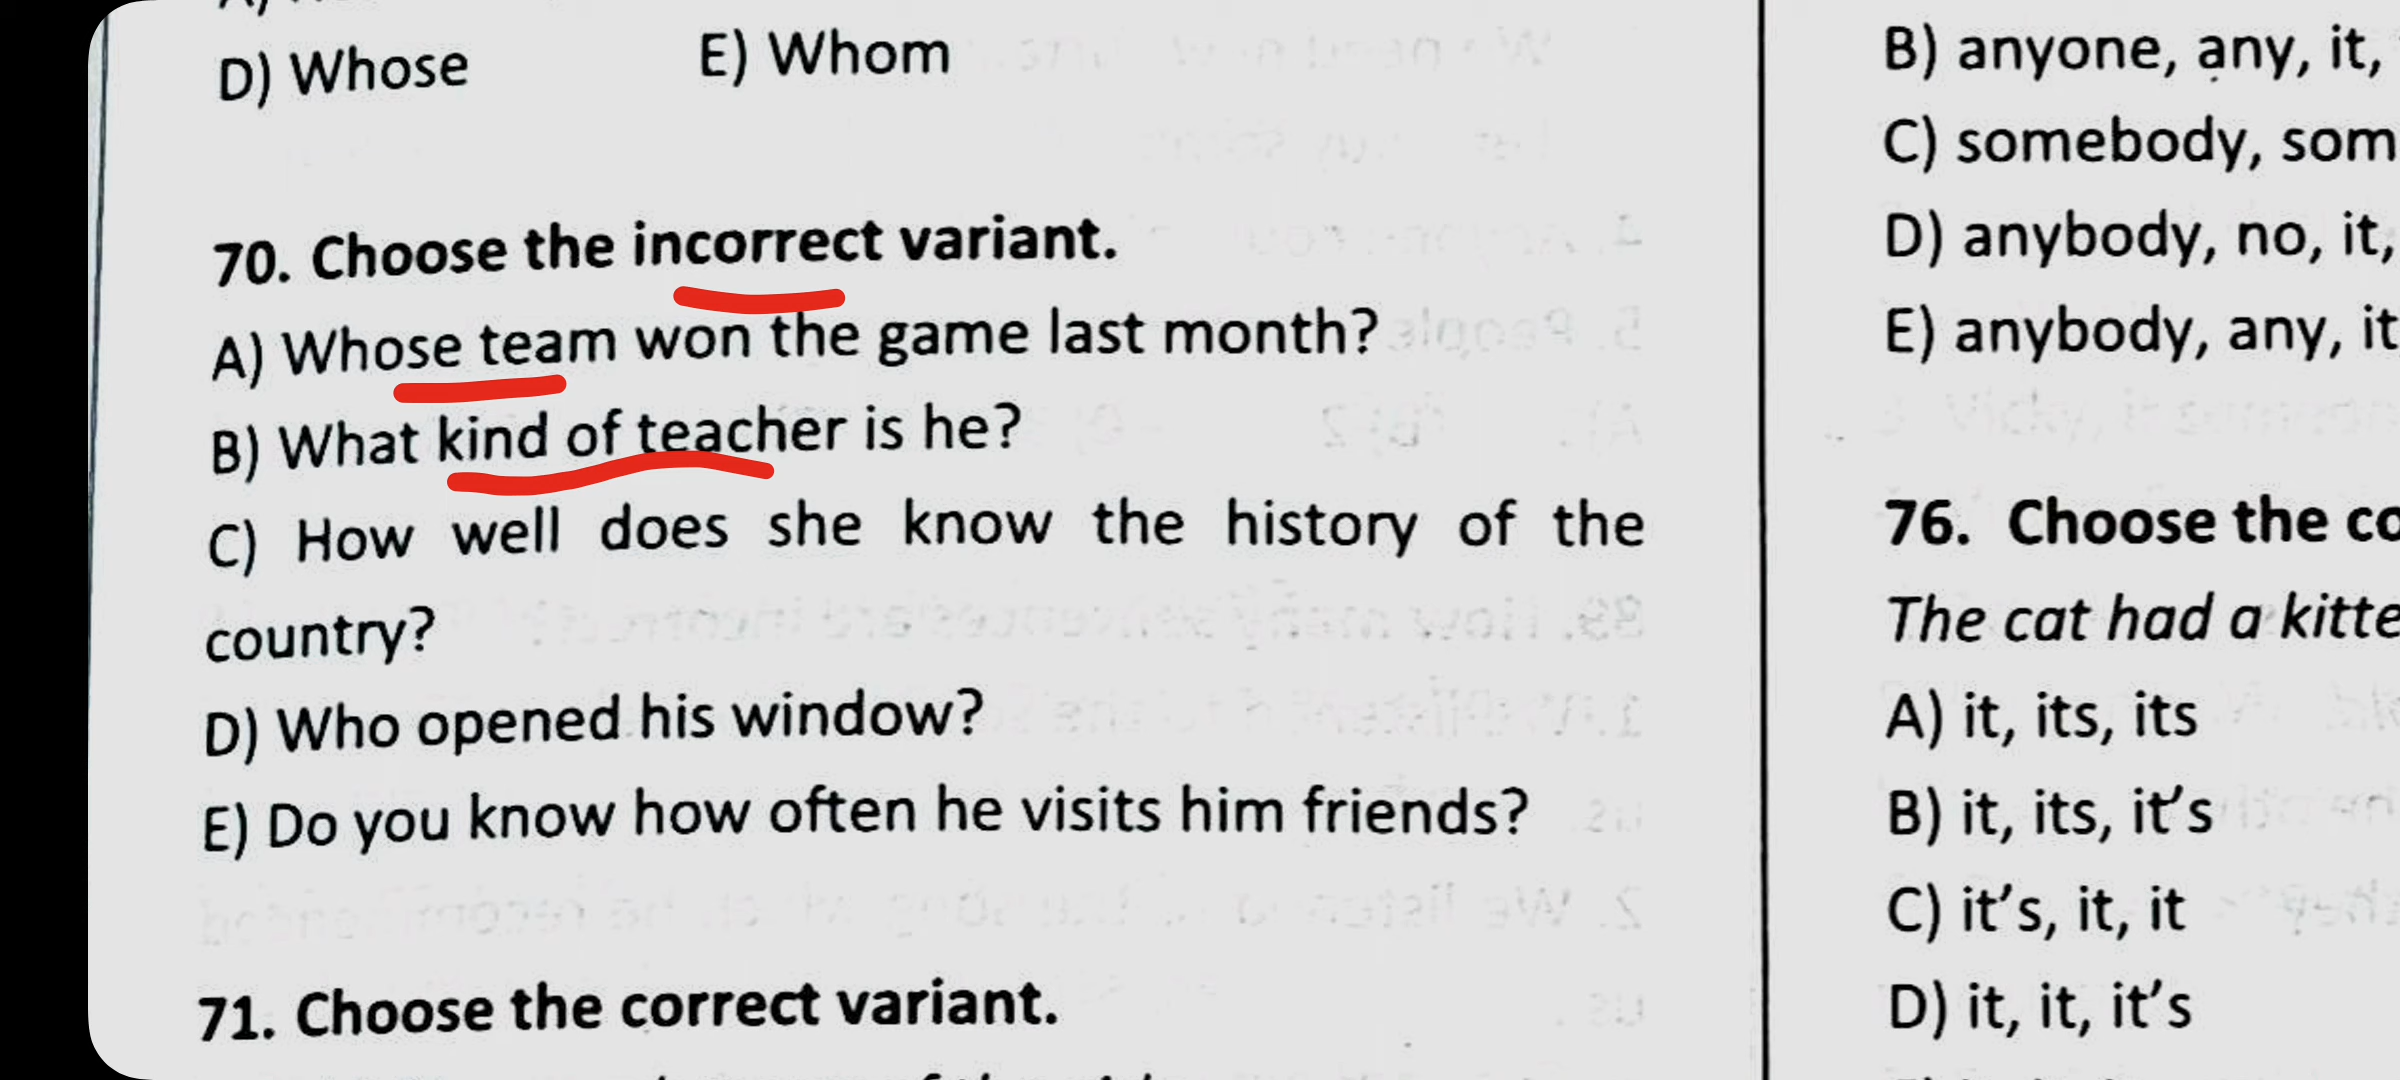 D) Whose E) Whom
70. Choose the incorrect variant.
A) Whose team won the game last month?
B) What kind of teacher is he?
C) How well does she know the history of the
country?
D) Who opened his window?
E) Do you know how often he visits him friends?
71. Choose the correct variant.
B) anyone, any, it,
C) somebody, som
D) anybody, no, it,
E) anybody, any, it
76. Choose the co
The cat had a kitte
A) it, its, its
B) it, its, it's
C) it's, it, it
D) it, it, it's